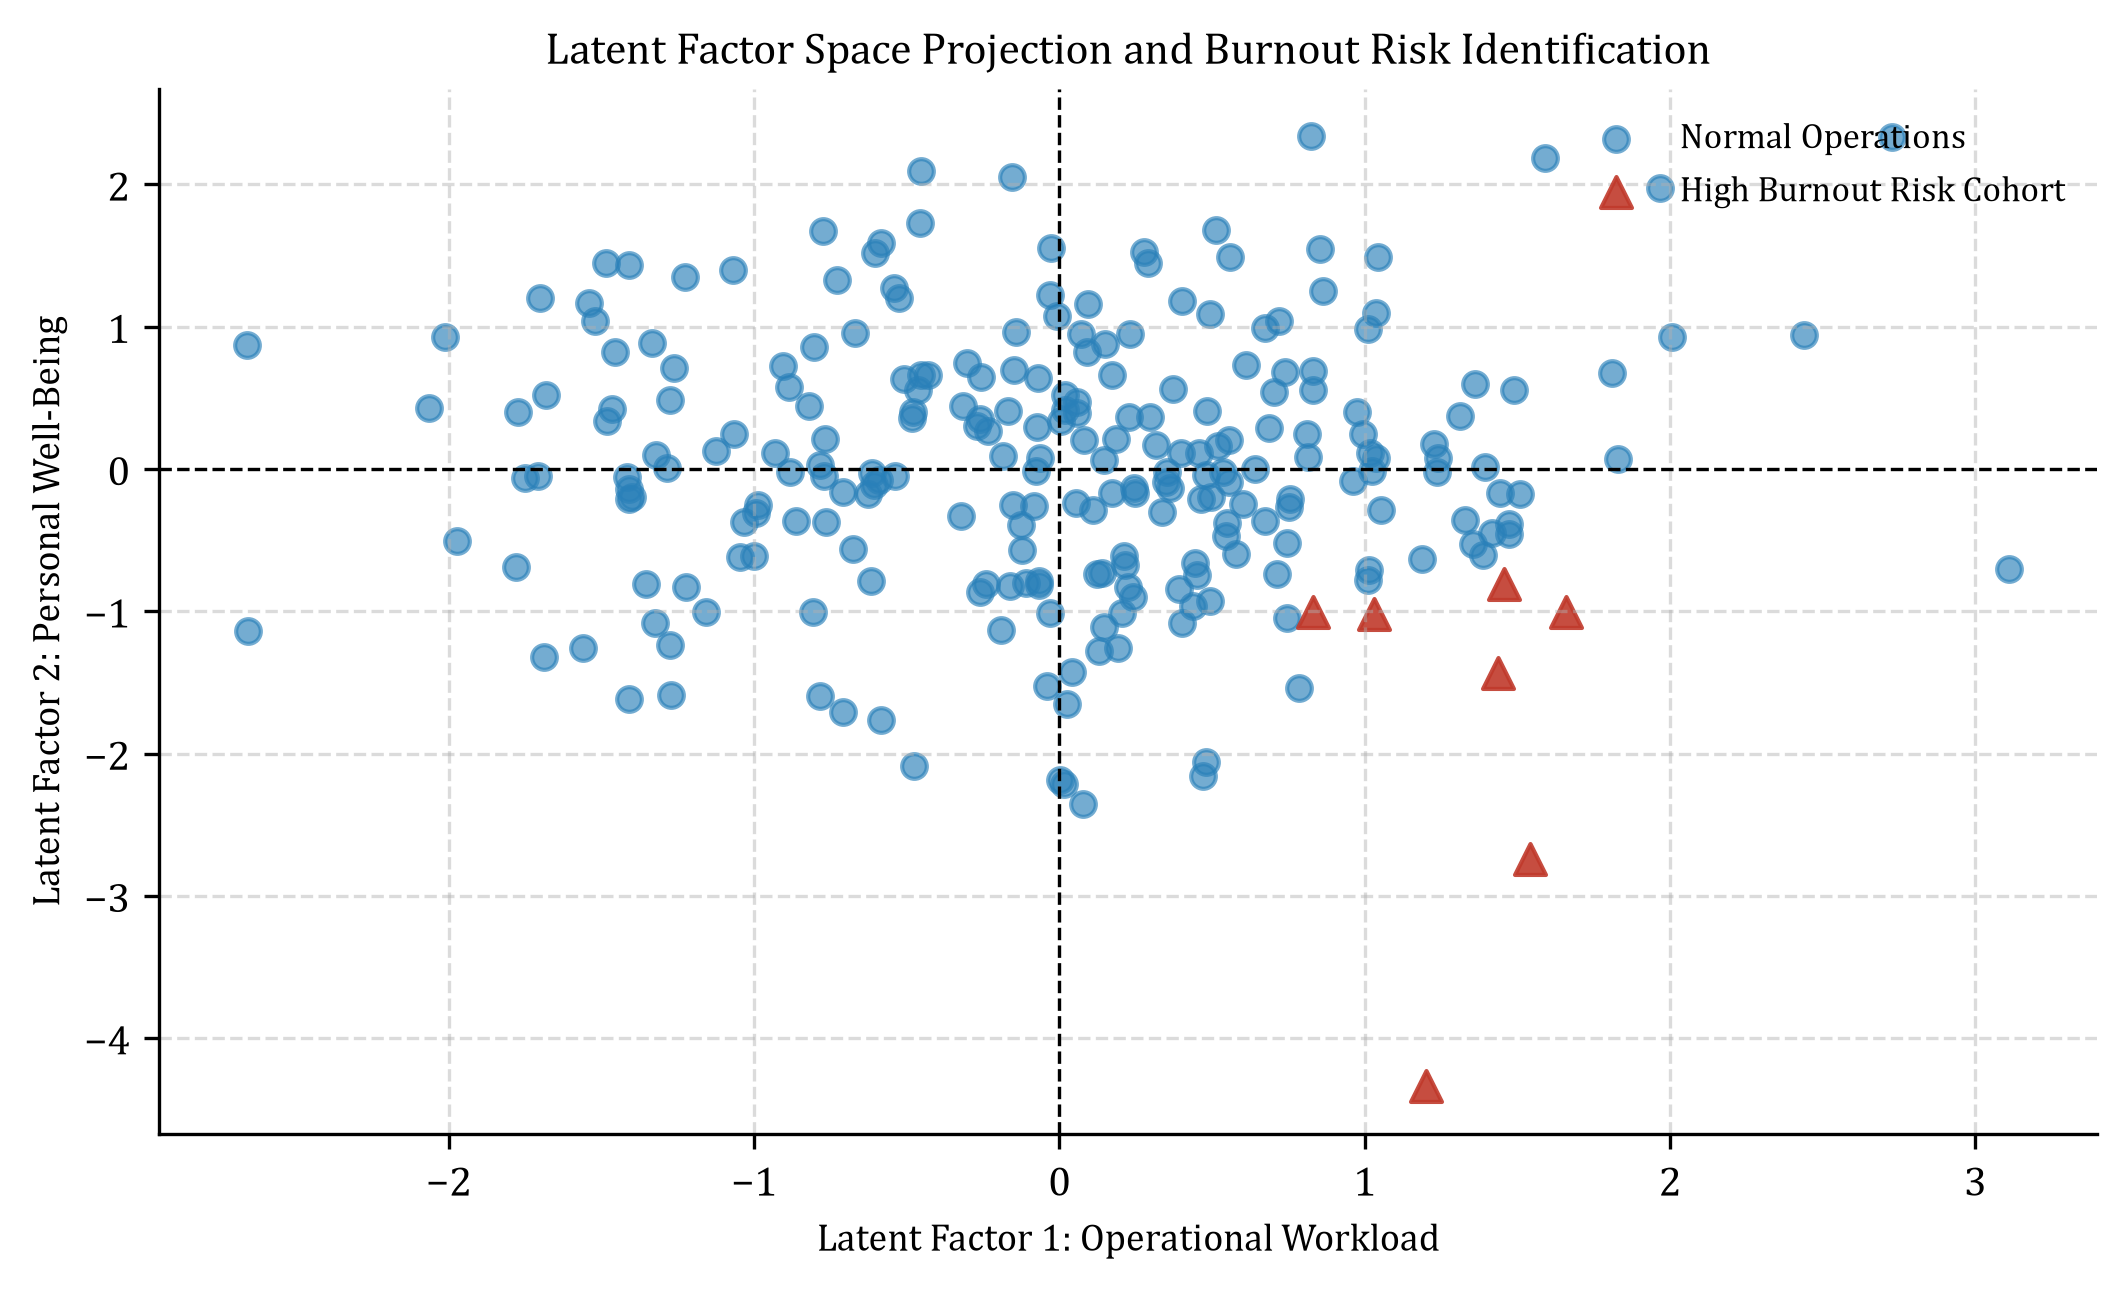 Latent Factor Space Projection and Burnout Risk Identification
Normal Operations
High Burnout Risk Cohort
Latent Factor 2: Personal Well-Being
2
1
0
−1
−2
−3
−4
−2
−1
0
1
2
3
Latent Factor 1: Operational Workload